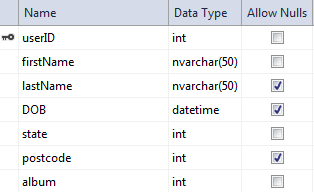 Name Data Type Allow Nulls
userID int
firstName nvarchar(50)
lastName nvarchar(50)
DOB datetime
state int
postcode int
album int